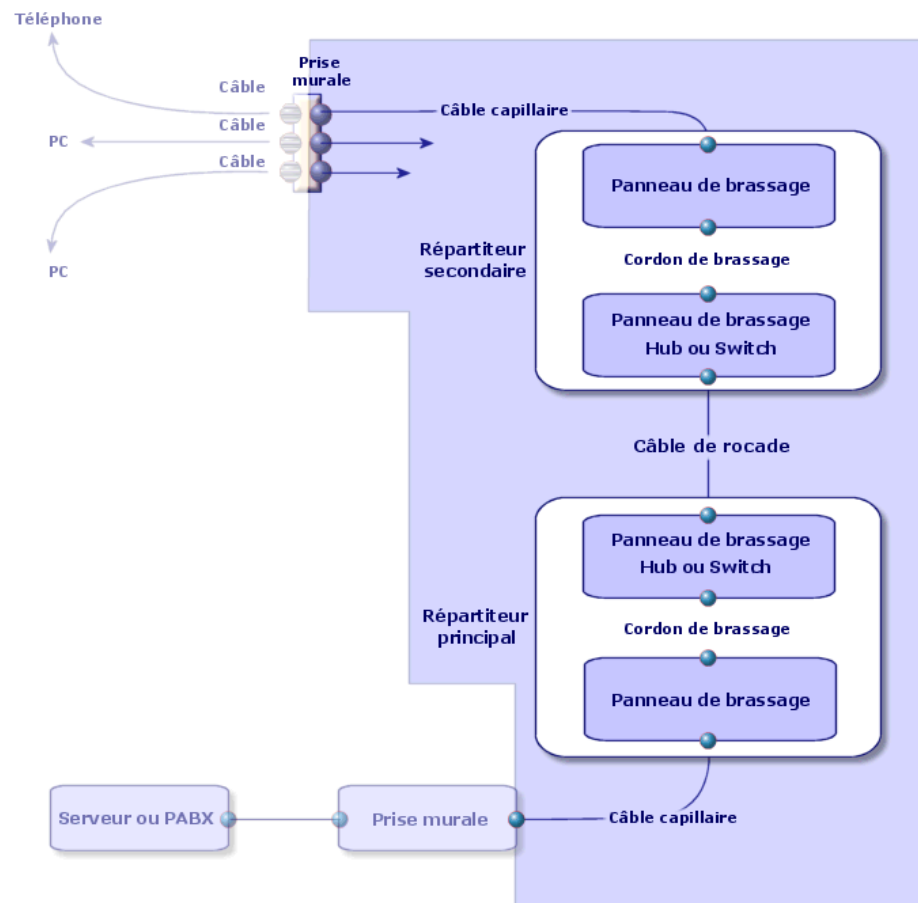 Téléphone
Prise
murale
Câble
Câble capillaire
Câble
PC
Câble
Panneau de brassage
Répartiteur
secondaire
Cordon de brassage
PC
Panneau de brassage
Hub ou Switch
Câble de rocade
Panneau de brassage
Hub ou Switch
Répartiteur
principal
Cordon de brassage
Panneau de brassage
Serveur ou PABX
Prise murale
Câble capillaire